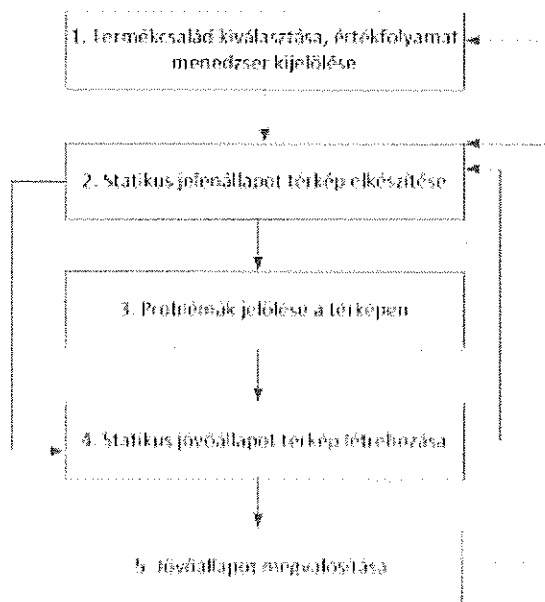 1. Termékcsalád kiválasztása, értékfolyamat
menedzser kijelölése
2. Statikus jelenállapot térkép elkészítése
3. Problémák jelölése a térképen
4. Statikus jövőállapot térkép létrehozása
5. Jövőállapot megvalósítása